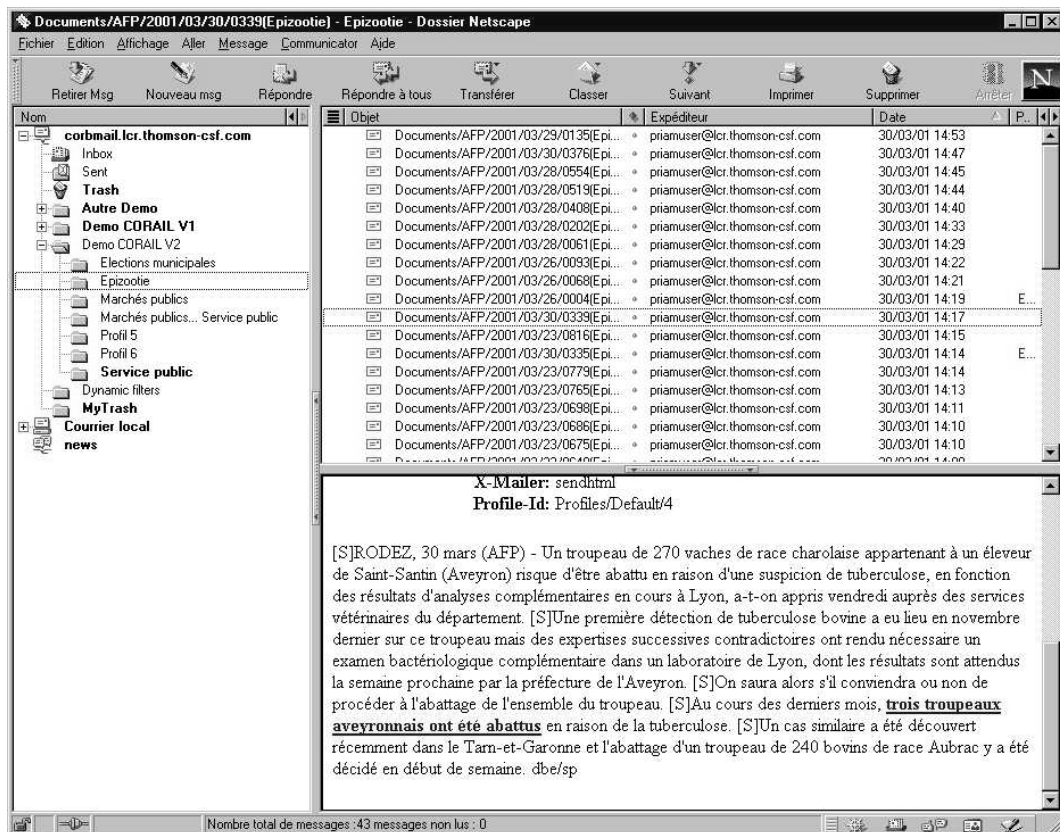 Documents/AFP/2001/03/30/0339(Epizootie) - Epizootie - Dossier Netscape
Fichier Edition Affichage Aller Message Communicator Aide
Retirer Msg Nouveau msg Répondre Répondre à tous Transférer Classer Suivant Imprimer Supprimer Arrêter N
Nom
corbmail.lcr.thomson-csf.com
Inbox
Sent
Trash
Autre Demo
Demo CORAIL V1
Demo CORAIL V2
Elections municipales
Epizootie
Marchés publics
Marchés publics... Service public
Profil 5
Profil 6
Service public
Dynamic filters
MyTrash
Courrier local
news
Objet Expéditeur Date P..
Documents/AFP/2001/03/29/0135(Epi... priamuser@lcr.thomson-csf.com 30/03/01 14:53
Documents/AFP/2001/03/30/0376(Epi... priamuser@lcr.thomson-csf.com 30/03/01 14:47
Documents/AFP/2001/03/28/0554(Epi... priamuser@lcr.thomson-csf.com 30/03/01 14:45
Documents/AFP/2001/03/28/0519(Epi... priamuser@lcr.thomson-csf.com 30/03/01 14:44
Documents/AFP/2001/03/28/0408(Epi... priamuser@lcr.thomson-csf.com 30/03/01 14:40
Documents/AFP/2001/03/28/0202(Epi... priamuser@lcr.thomson-csf.com 30/03/01 14:33
Documents/AFP/2001/03/28/0061(Epi... priamuser@lcr.thomson-csf.com 30/03/01 14:29
Documents/AFP/2001/03/26/0093(Epi... priamuser@lcr.thomson-csf.com 30/03/01 14:22
Documents/AFP/2001/03/26/0068(Epi... priamuser@lcr.thomson-csf.com 30/03/01 14:21
Documents/AFP/2001/03/26/0004(Epi... priamuser@lcr.thomson-csf.com 30/03/01 14:19 E...
Documents/AFP/2001/03/30/0339(Epi... priamuser@lcr.thomson-csf.com 30/03/01 14:17
Documents/AFP/2001/03/23/0816(Epi... priamuser@lcr.thomson-csf.com 30/03/01 14:15
Documents/AFP/2001/03/30/0335(Epi... priamuser@lcr.thomson-csf.com 30/03/01 14:14 E...
Documents/AFP/2001/03/23/0779(Epi... priamuser@lcr.thomson-csf.com 30/03/01 14:14
Documents/AFP/2001/03/23/0765(Epi... priamuser@lcr.thomson-csf.com 30/03/01 14:13
Documents/AFP/2001/03/23/0698(Epi... priamuser@lcr.thomson-csf.com 30/03/01 14:11
Documents/AFP/2001/03/23/0686(Epi... priamuser@lcr.thomson-csf.com 30/03/01 14:10
Documents/AFP/2001/03/23/0675(Epi... priamuser@lcr.thomson-csf.com 30/03/01 14:10
X-Mailer: sendhtml
Profile-Id: Profiles/Default/4
[S]RODEZ, 30 mars (AFP) - Un troupeau de 270 vaches de race charolaise appartenant à un éleveur
de Saint-Santin (Aveyron) risque d'être abattu en raison d'une suspicion de tuberculose, en fonction
des résultats d'analyses complémentaires en cours à Lyon, a-t-on appris vendredi auprès des services
vétérinaires du département. [S]Une première détection de tuberculose bovine a eu lieu en novembre
dernier sur ce troupeau mais des expertises successives contradictoires ont rendu nécessaire un
examen bactériologique complémentaire dans un laboratoire de Lyon, dont les résultats sont attendus
la semaine prochaine par la préfecture de l'Aveyron. [S]On saura alors s'il conviendra ou non de
procéder à l'abattage de l'ensemble du troupeau. [S]Au cours des derniers mois, trois troupeaux
aveyronnais ont été abattus en raison de la tuberculose. [S]Un cas similaire a été découvert
récemment dans le Tarn-et-Garonne et l'abattage d'un troupeau de 240 bovins de race Aubrac y a été
décidé en début de semaine. dbe/sp
Nombre total de messages :43 messages non lus : 0